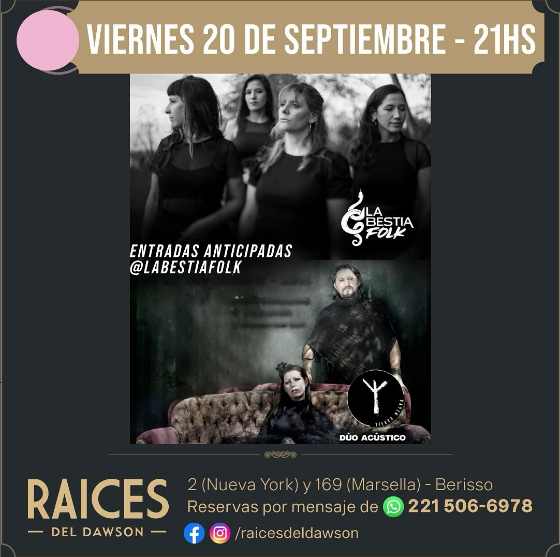 VIERNES 20 DE SEPTIEMBRE - 21HS
LA
BESTIA
FOLK
ENTRADAS ANTICIPADAS
@LABESTIAFOLK
DÚO ACÚSTICO
RAICES
DEL DAWSON
2 (Nueva York) y 169 (Marsella) - Berisso
Reservas por mensaje de 221 506-6978
/raicesdeldawson